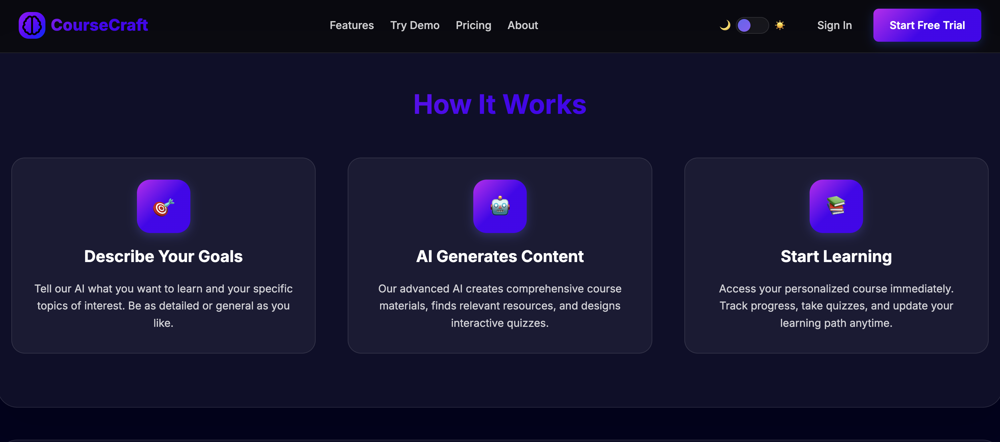 CourseCraft
Features
Try Demo
Pricing
About
Sign In
Start Free Trial
How It Works
Describe Your Goals
Tell our AI what you want to learn and your specific
topics of interest. Be as detailed or general as you
like.
AI Generates Content
Our advanced AI creates comprehensive course
materials, finds relevant resources, and designs
interactive quizzes.
Start Learning
Access your personalized course immediately.
Track progress, take quizzes, and update your
learning path anytime.